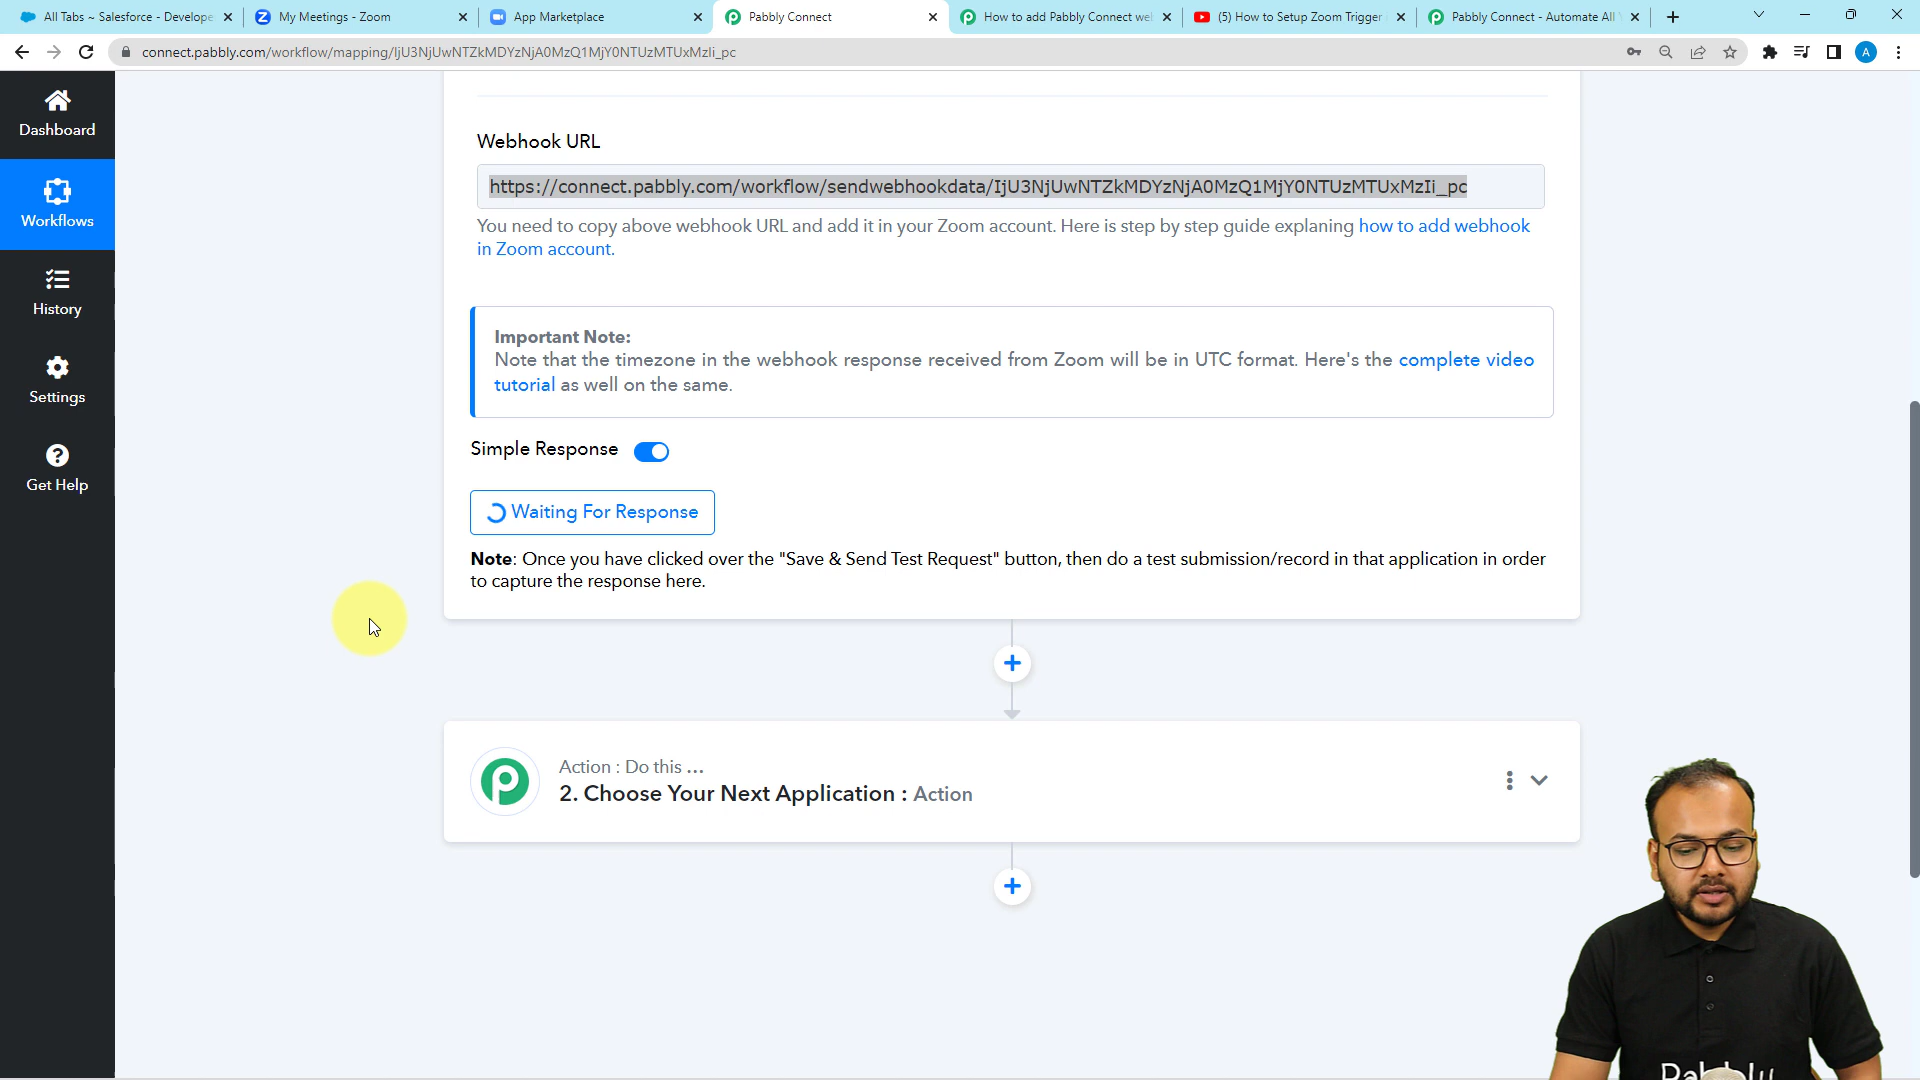 All Tabs ~ Salesforce - Develope
My Meetings - Zoom
App Marketplace
Pabbly Connect
How to add Pabbly Connect we
(5) How to Setup Zoom Trigger
Pabbly Connect - Automate All
connect.pabbly.com/workflow/mapping/IjU3NjUwNTZkMDYzNjA0MzQ1MjY0NTUzMTUxMzIi_pc
A
Dashboard
Workflows
History
Settings
Get Help
Webhook URL
https://connect.pabbly.com/workflow/sendwebhookdata/IjU3NjUwNTZkMDYzNjA0MzQ1MjY0NTUzMTUxMzIi_pc
You need to copy above webhook URL and add it in your Zoom account. Here is step by step guide explaning how to add webhook
in Zoom account.
Important Note:
Note that the timezone in the webhook response received from Zoom will be in UTC format. Here's the complete video
tutorial as well on the same.
Simple Response
Waiting For Response
Note: Once you have clicked over the "Save & Send Test Request" button, then do a test submission/record in that application in order
to capture the response here.
Action : Do this ...
2. Choose Your Next Application : Action
Pabbly